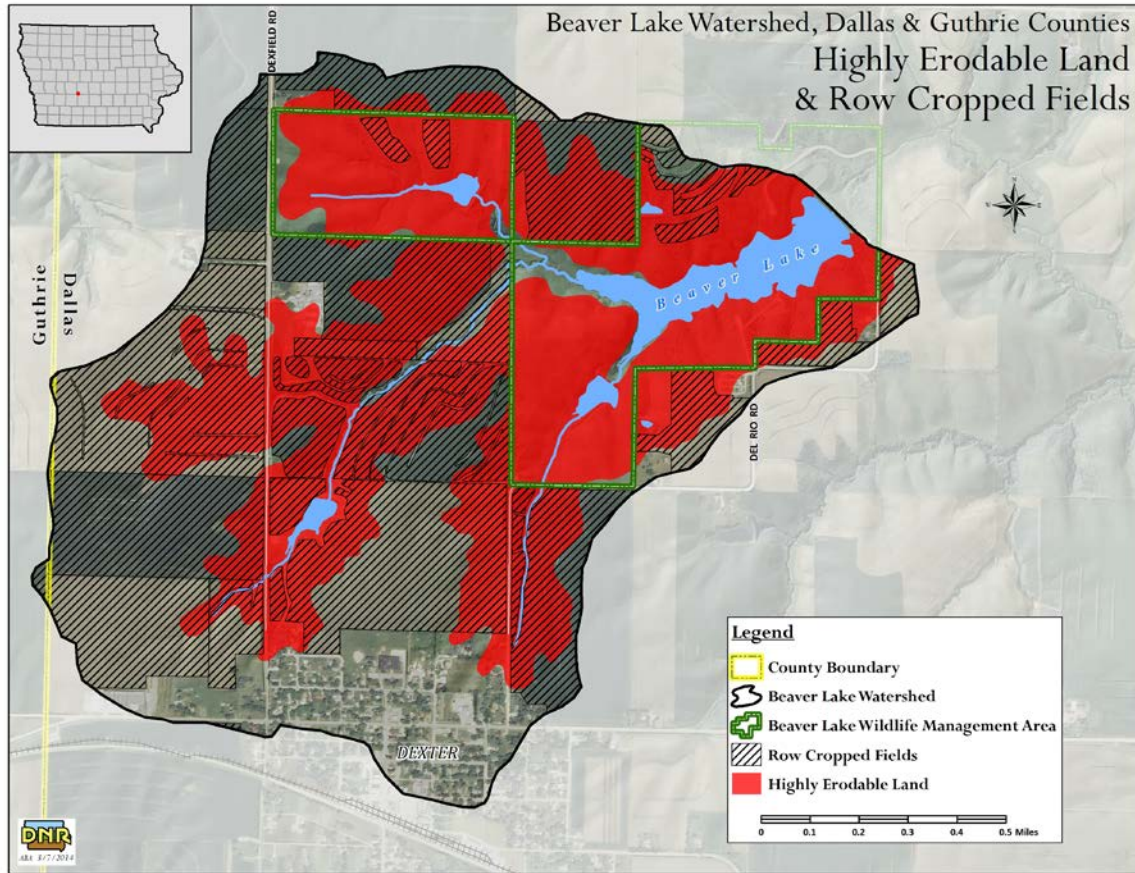 Beaver Lake Watershed, Dallas & Guthrie Counties
Highly Erodable Land
& Row Cropped Fields
DEXFIELD RD
Guthrie
Dallas
Beaver Lake
DEL RIO RD
DEXTER
N
Legend
County Boundary
Beaver Lake Watershed
Beaver Lake Wildlife Management Area
Row Cropped Fields
Highly Erodable Land
0 0.1 0.2 0.3 0.4 0.5 Miles
DNR